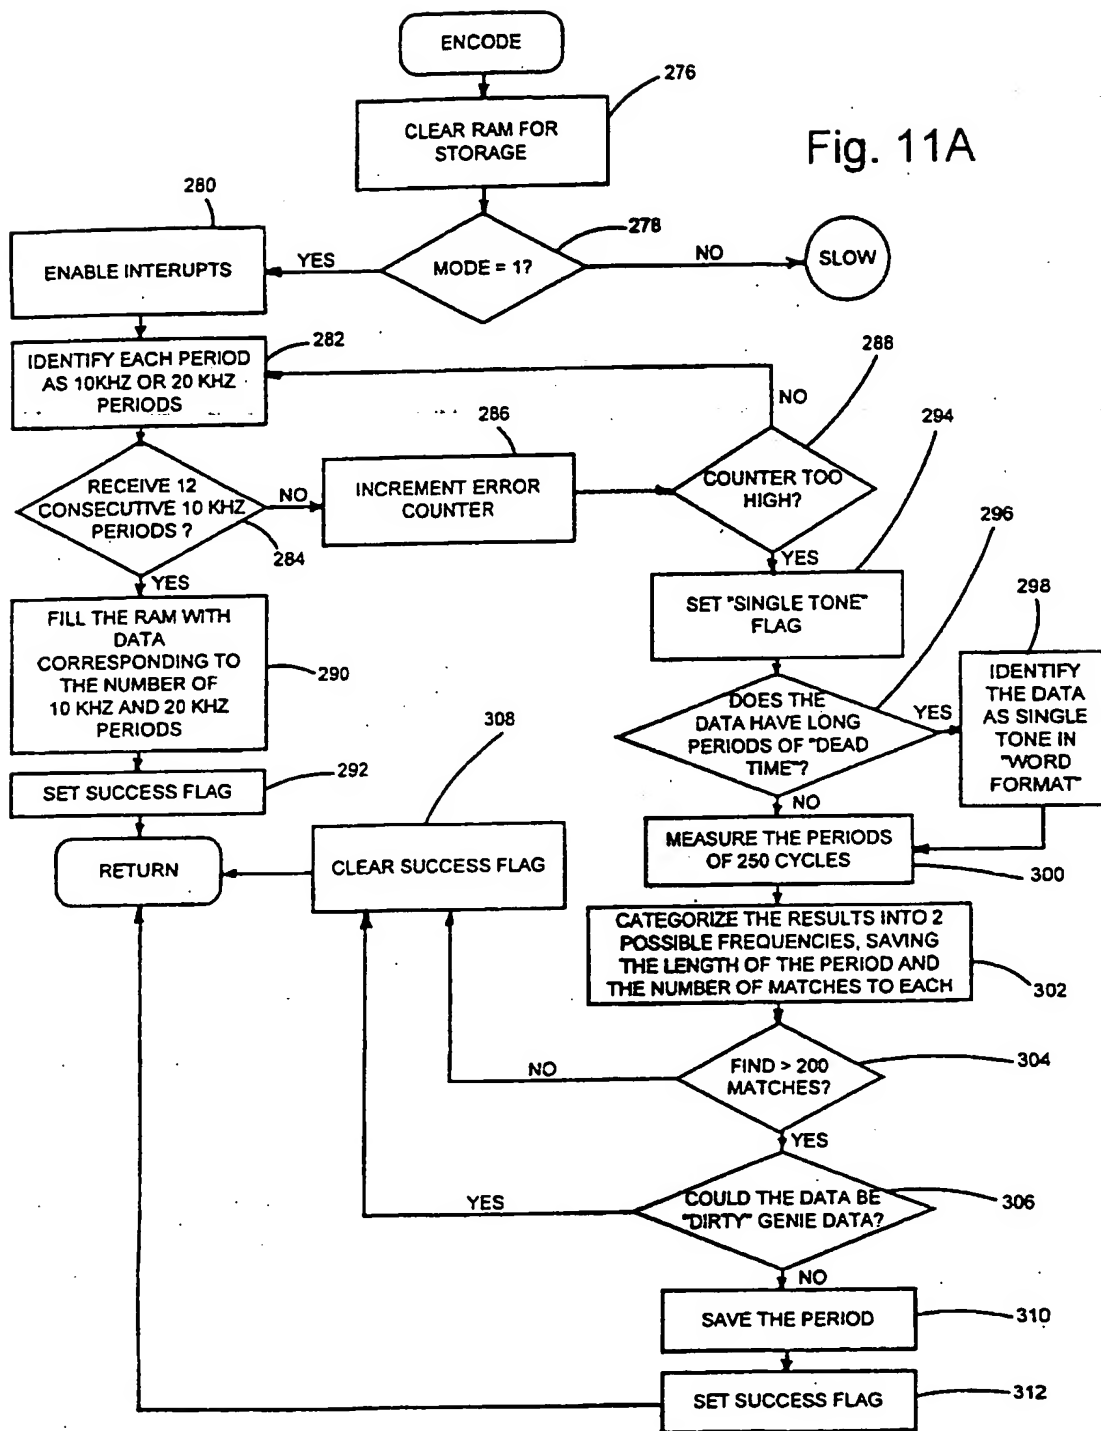 ENCODE
276
CLEAR RAM FOR
STORAGE
Fig. 11A
280
278
ENABLE INTERUPTS
YES
MODE = 1?
NO
SLOW
282
IDENTIFY EACH PERIOD
AS 10KHZ OR 20 KHZ
PERIODS
288
NO
286
294
RECEIVE 12
CONSECUTIVE 10 KHZ
PERIODS ?
NO
INCREMENT ERROR
COUNTER
COUNTER TOO
HIGH?
284
296
YES
YES
FILL THE RAM WITH
DATA
CORRESPONDING TO
THE NUMBER OF
10 KHZ AND 20 KHZ
PERIODS
290
SET "SINGLE TONE"
FLAG
298
IDENTIFY
THE DATA
AS SINGLE
TONE IN
"WORD
FORMAT"
DOES THE
DATA HAVE LONG
PERIODS OF "DEAD
TIME"?
YES
308
292
SET SUCCESS FLAG
NO
MEASURE THE PERIODS
OF 250 CYCLES
300
RETURN
CLEAR SUCCESS FLAG
CATEGORIZE THE RESULTS INTO 2
POSSIBLE FREQUENCIES, SAVING
THE LENGTH OF THE PERIOD AND
THE NUMBER OF MATCHES TO EACH
302
304
NO
FIND > 200
MATCHES?
YES
306
YES
COULD THE DATA BE
"DIRTY" GENIE DATA?
NO
SAVE THE PERIOD
310
SET SUCCESS FLAG
312